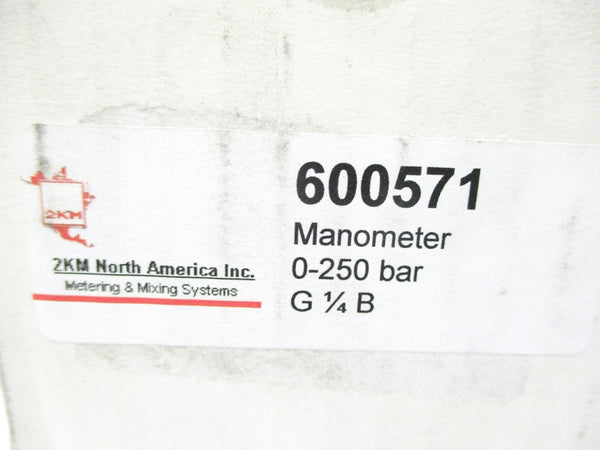 2KM
2KM North America Inc.
Metering & Mixing Systems
600571
Manometer
0-250 bar
G ¼ B